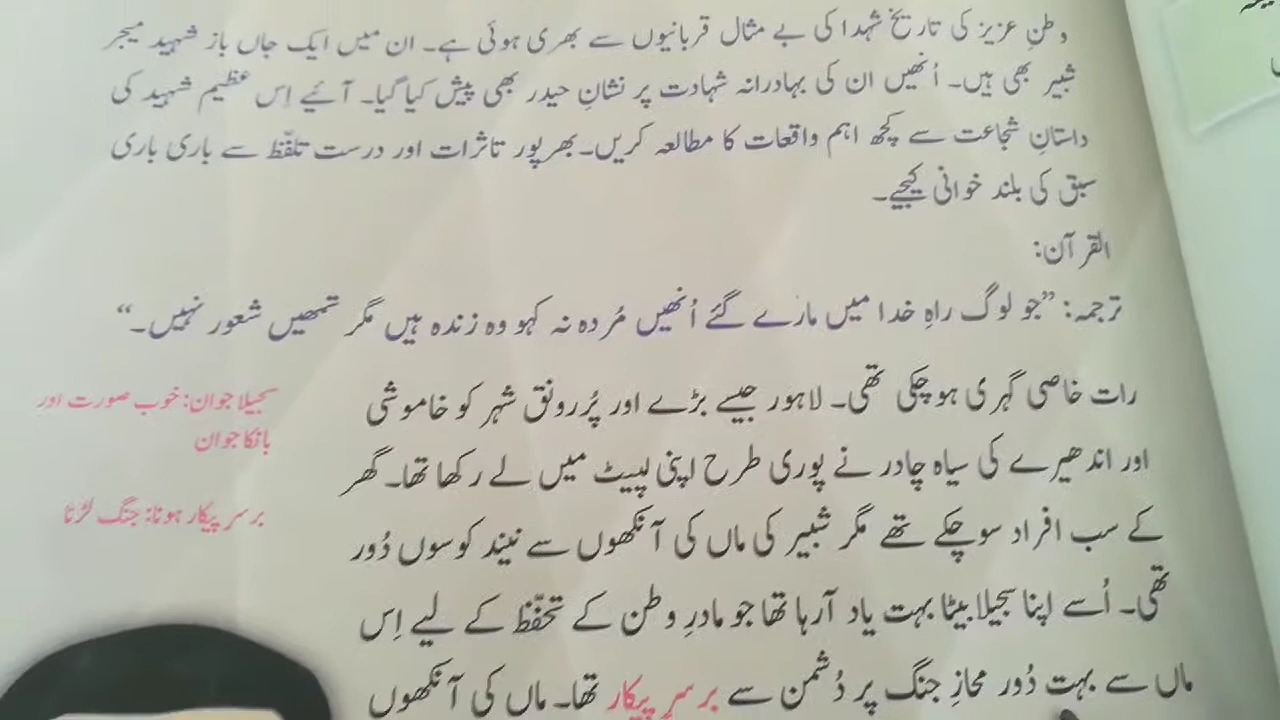 وطنِ عزیز کی تاریخ شہدا کی بے مثال قربانیوں سے بھری ہوئی ہے۔ ان میں ایک جاں باز شہید میجر
شبیر بھی ہیں۔ اُنھیں ان کی بہادرانہ شہادت پر نشانِ حیدر بھی پیش کیا گیا۔ آئیے اِس عظیم شہید کی
داستانِ شجاعت سے کچھ اہم واقعات کا مطالعہ کریں۔ بھرپور تاثرات اور درست تلفّظ سے باری باری
سبق کی بلند خوانی کیجیے۔
القرآن:
ترجمہ: ”جو لوگ راہِ خدا میں مارے گئے اُنھیں مُردہ نہ کہو وہ زندہ ہیں مگر تمھیں شعور نہیں۔“
رات خاصی گہری ہوچکی تھی۔ لاہور جیسے بڑے اور پُررونق شہر کو خاموشی
اور اندھیرے کی سیاہ چادر نے پوری طرح اپنی لپیٹ میں لے رکھا تھا۔ گھر
کے سب افراد سوچکے تھے مگر شبیر کی ماں کی آنکھوں سے نیند کوسوں دُور
تھی۔ اُسے اپنا سجیلا بیٹا بہت یاد آرہا تھا جو مادرِ وطن کے تحفّظ کے لیے اِس
ماں سے بہت دُور محاذِ جنگ پر دُشمن سے برسرِ پیکار تھا۔ ماں کی آنکھوں
سجیلا جوان: خوب صورت اور
بانکا جوان
برسرِ پیکار ہونا: جنگ لڑنا